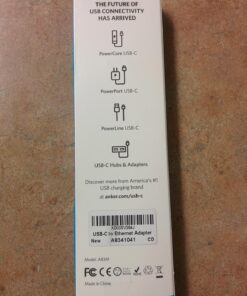 THE FUTURE OF
USB CONNECTIVITY
HAS ARRIVED
PowerCore USB-C
PowerPort USB-C
PowerLine USB-C
USB-C Hubs & Adapters
Discover more from America's #1
USB charging brand
at anker.com/usb-c
USB-C to Ethernet Adapter
New A8341041 CO
Model: A8341
Made in China